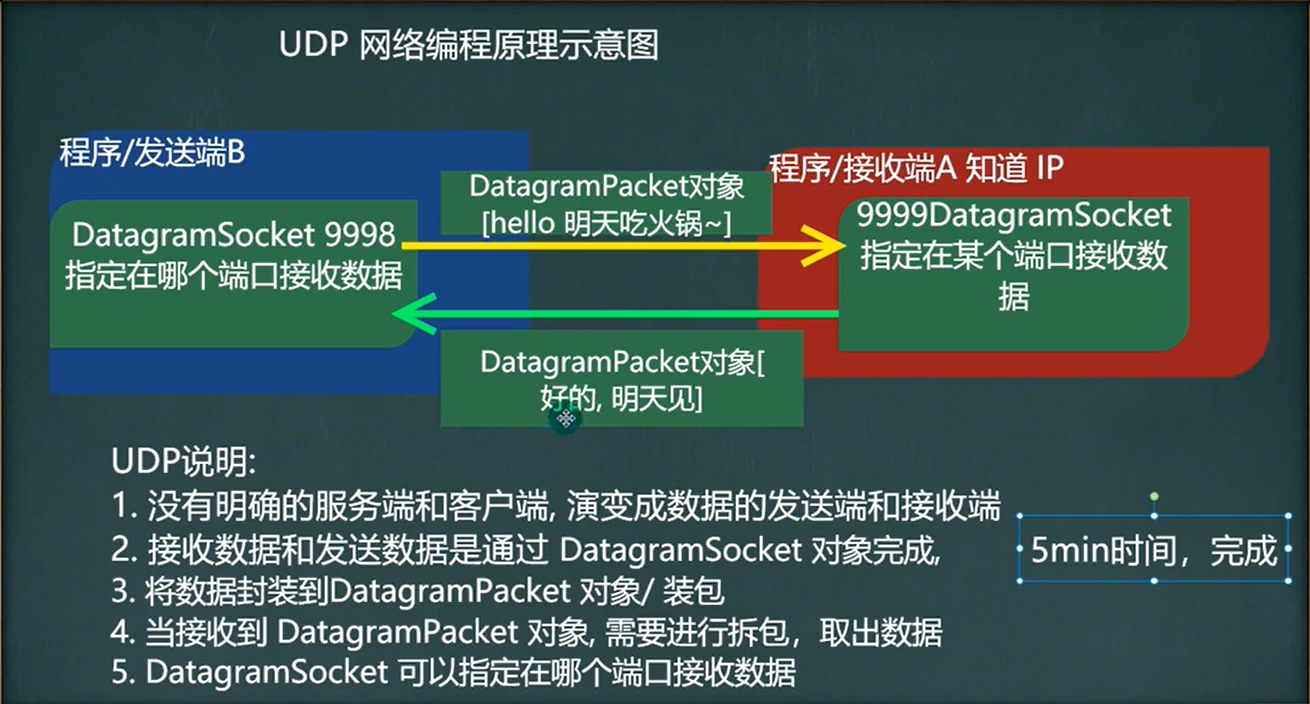 UDP 网络编程原理示意图
程序/发送端B
程序/接收端A 知道 IP
DatagramPacket对象
[hello 明天吃火锅~]
DatagramSocket 9998
指定在哪个端口接收数据
9999DatagramSocket
指定在某个端口接收数
据
DatagramPacket对象[
好的, 明天见]
UDP说明:
1. 没有明确的服务端和客户端, 演变成数据的发送端和接收端
2. 接收数据和发送数据是通过 DatagramSocket 对象完成,
5min时间，完成
3. 将数据封装到DatagramPacket 对象/ 装包
4. 当接收到 DatagramPacket 对象, 需要进行拆包，取出数据
5. DatagramSocket 可以指定在哪个端口接收数据